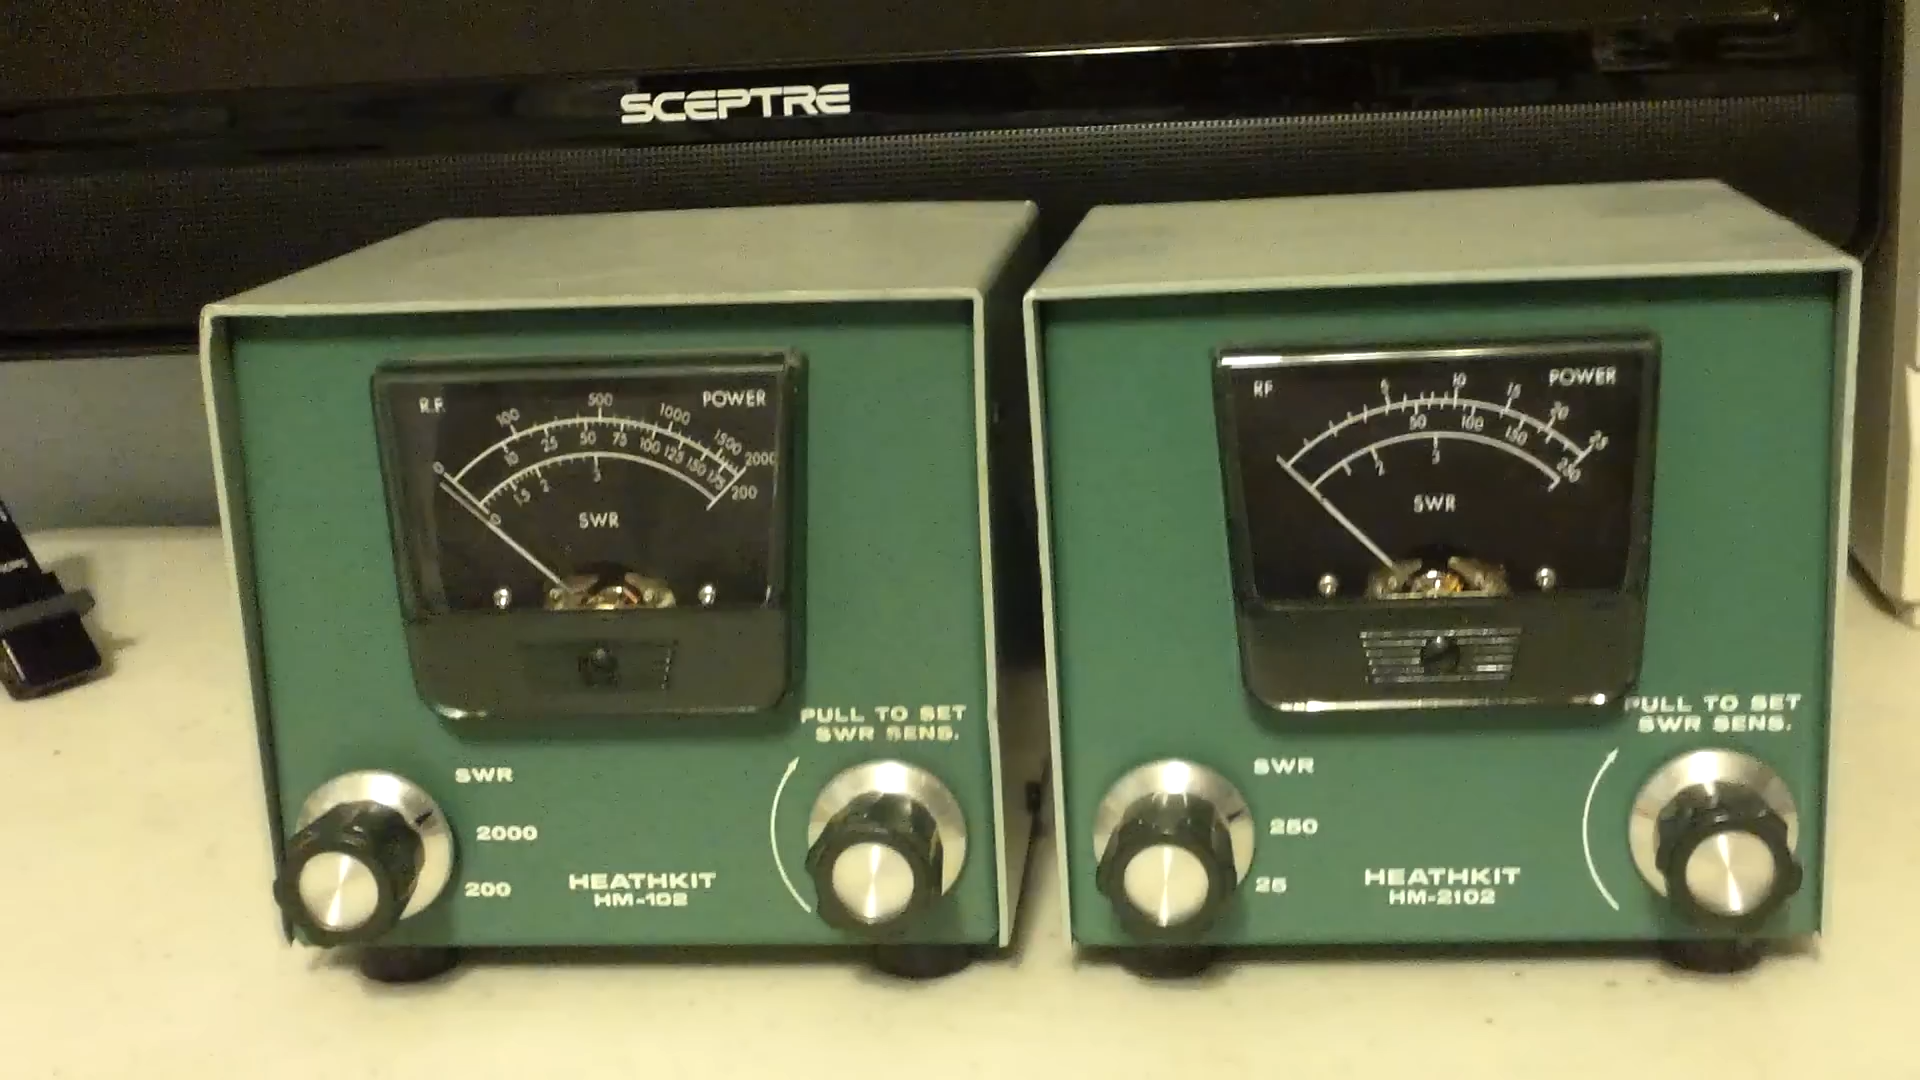 SCEPTRE
R.F. POWER
100 500 1000 1500 2000
0 10 25 50 75 100 125 150 175 200
0 1.5 2 3
SWR
PULL TO SET
SWR SENS.
SWR
2000
200
HEATHKIT
HM-102
RF POWER
5 10 15 20 25
50 100 150 250
2 3
SWR
PULL TO SET
SWR SENS.
SWR
250
25
HEATHKIT
HM-2102